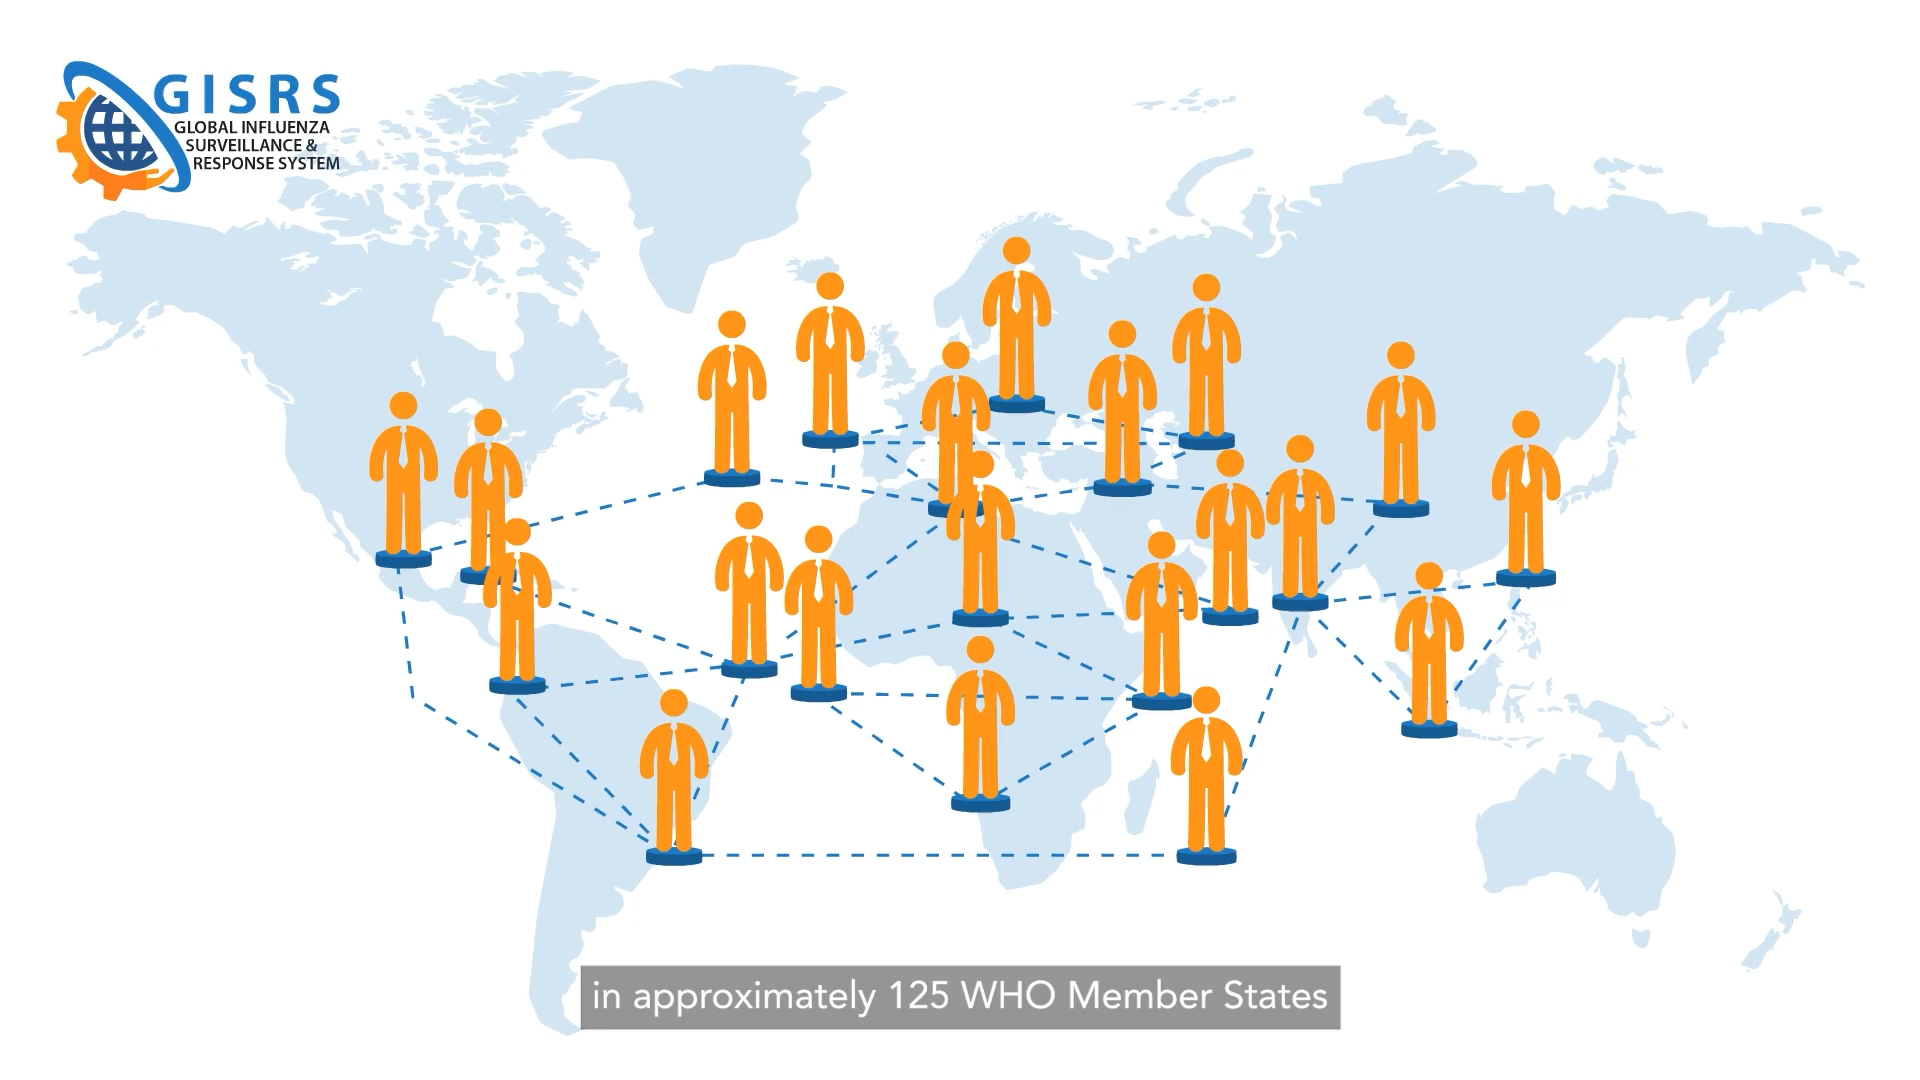 GISRS
GLOBAL INFLUENZA
SURVEILLANCE &
RESPONSE SYSTEM
in approximately 125 WHO Member States